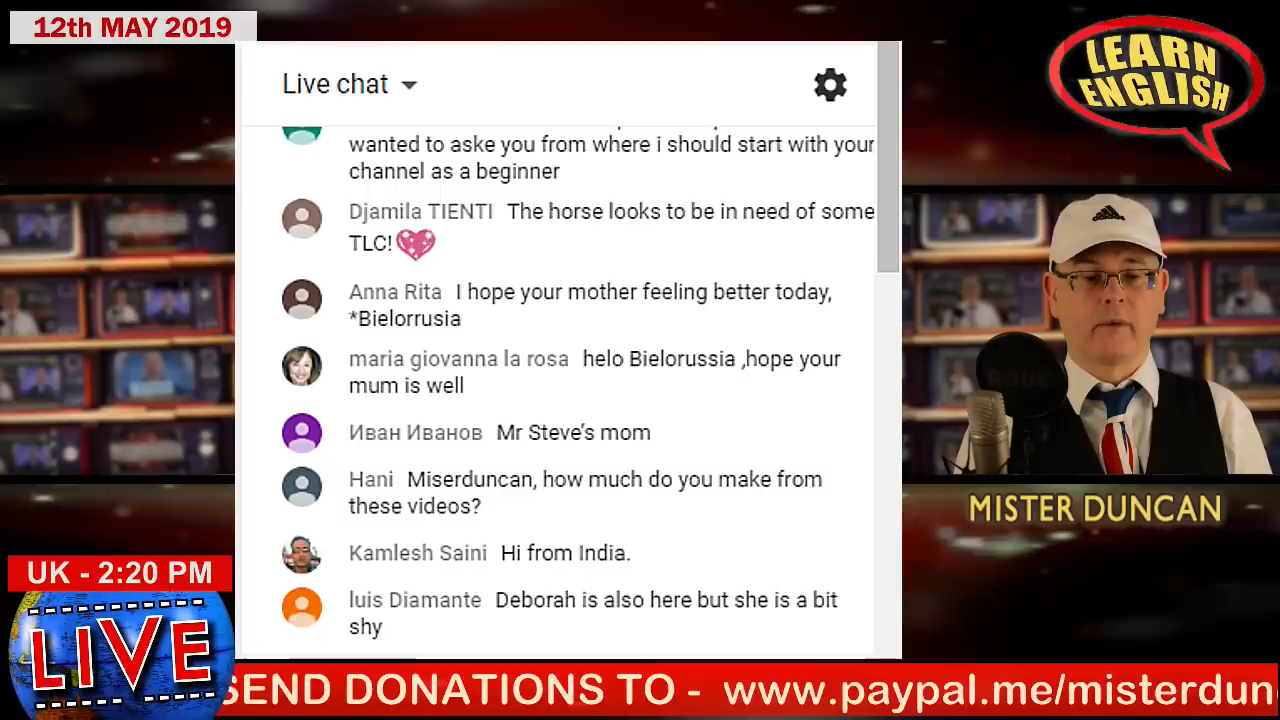 12th MAY 2019
LEARN
ENGLISH
Live chat
wanted to aske you from where i should start with your
channel as a beginner
Djamila TIENTI The horse looks to be in need of some
TLC!
Anna Rita I hope your mother feeling better today,
*Bielorrusia
maria giovanna la rosa helo Bielorussia ,hope your
mum is well
Иван Иванов Mr Steve's mom
Hani Miserduncan, how much do you make from
these videos?
Kamlesh Saini Hi from India.
luis Diamante Deborah is also here but she is a bit
shy
MISTER DUNCAN
UK - 2:20 PM
LIVE
SEND DONATIONS TO - www.paypal.me/misterdun